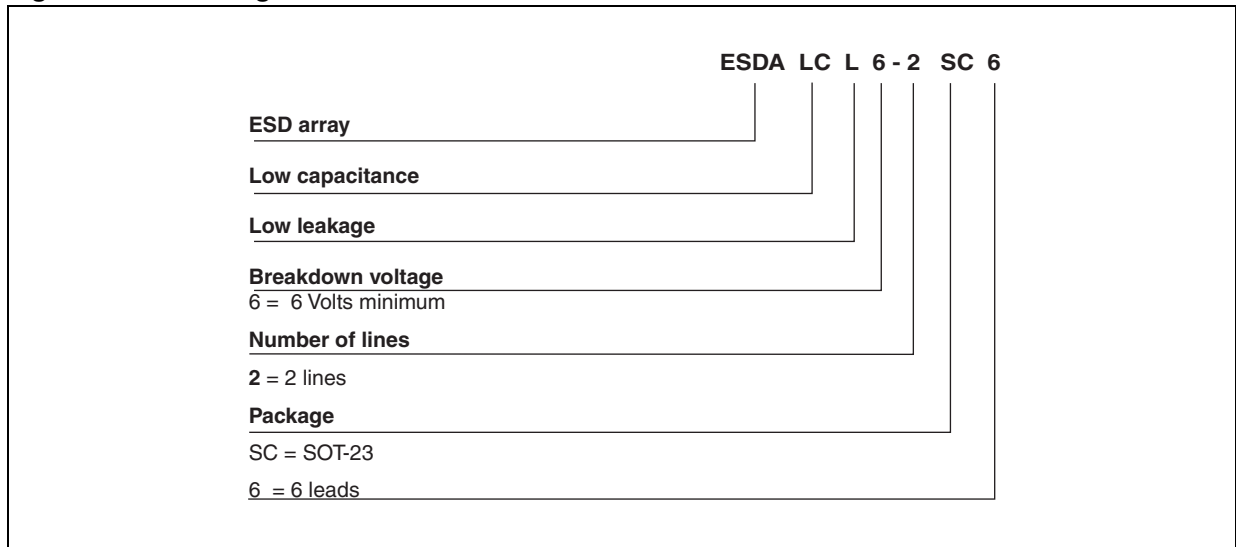 ESDA LC L 6 - 2 SC 6
ESD array
Low capacitance
Low leakage
Breakdown voltage
6 = 6 Volts minimum
Number of lines
2 = 2 lines
Package
SC = SOT-23
6 = 6 leads